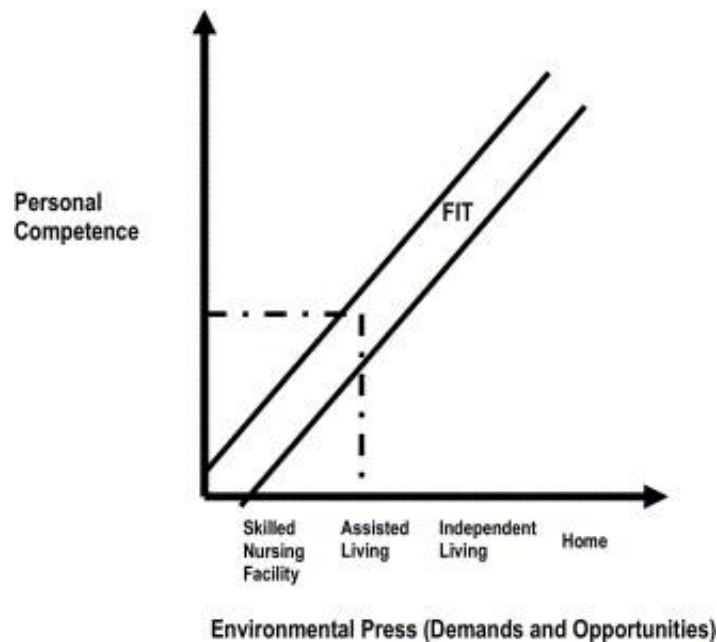 Personal
Competence
FIT
Skilled
Nursing
Facility
Assisted
Living
Independent
Living
Home
Environmental Press (Demands and Opportunities)